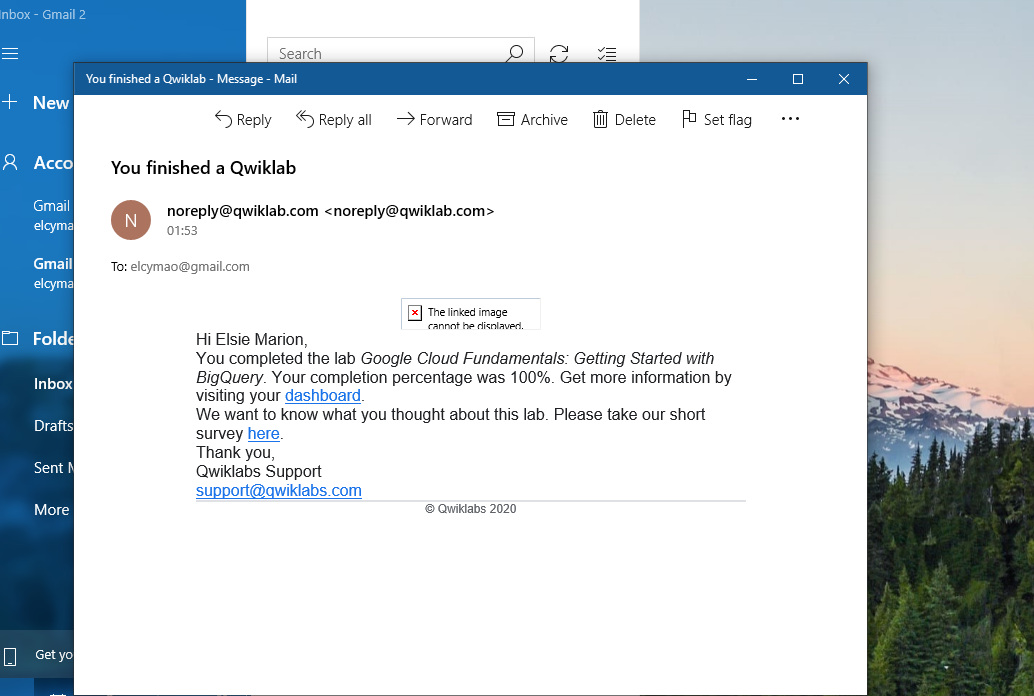 Inbox - Gmail 2
Search
You finished a Qwiklab - Message - Mail
New
Reply
Reply all
Forward
Archive
Delete
Set flag
Acco
Gmail
elcyma
Gmail
elcyma
Folde
Inbox
Drafts
Sent M
More
Get yo
You finished a Qwiklab
N
noreply@qwiklab.com <noreply@qwiklab.com>
01:53
To: elcymao@gmail.com
The linked image
cannot be displayed.
Hi Elsie Marion,
You completed the lab Google Cloud Fundamentals: Getting Started with
BigQuery. Your completion percentage was 100%. Get more information by
visiting your dashboard.
We want to know what you thought about this lab. Please take our short
survey here.
Thank you,
Qwiklabs Support
support@qwiklabs.com
© Qwiklabs 2020